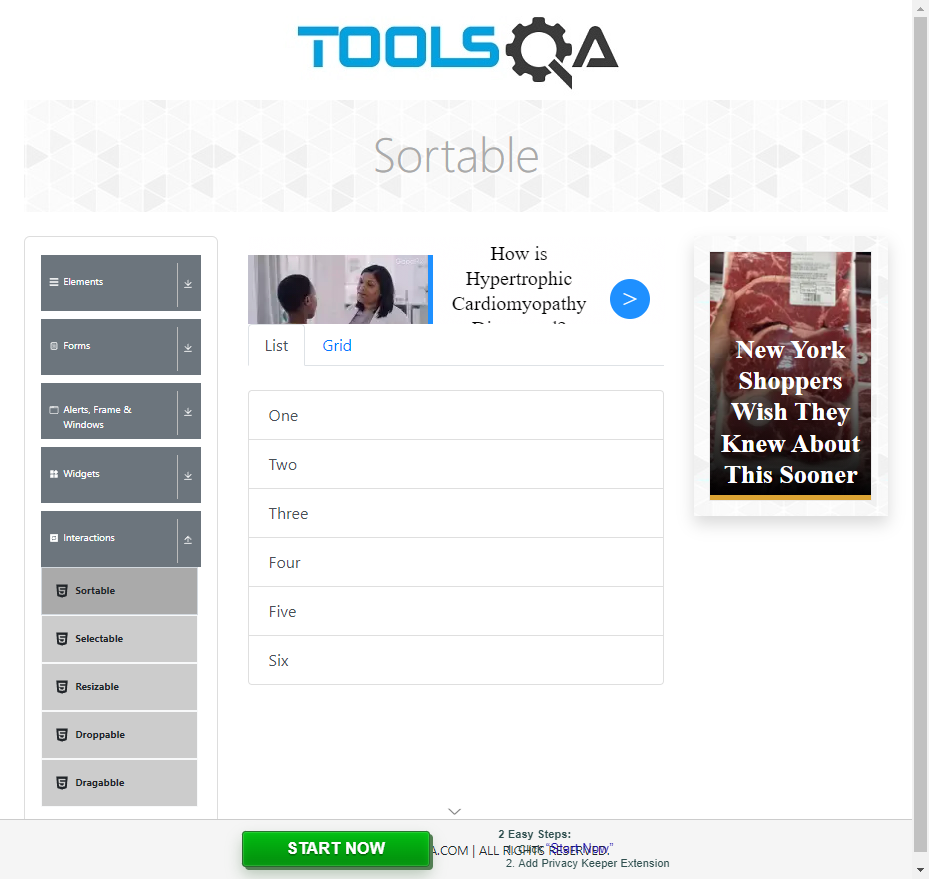 TOOLSQA
Sortable
Elements
Forms
Alerts, Frame &
Windows
Widgets
Interactions
Sortable
Selectable
Resizable
Droppable
Dragabble
How is
Hypertrophic
Cardiomyopathy
>
List
Grid
One
Two
Three
Four
Five
Six
New York
Shoppers
Wish They
Knew About
This Sooner
START NOW
2 Easy Steps:
1. Click "Start Now"
A.COM | ALL RIGHTS RESERVED.
2. Add Privacy Keeper Extension